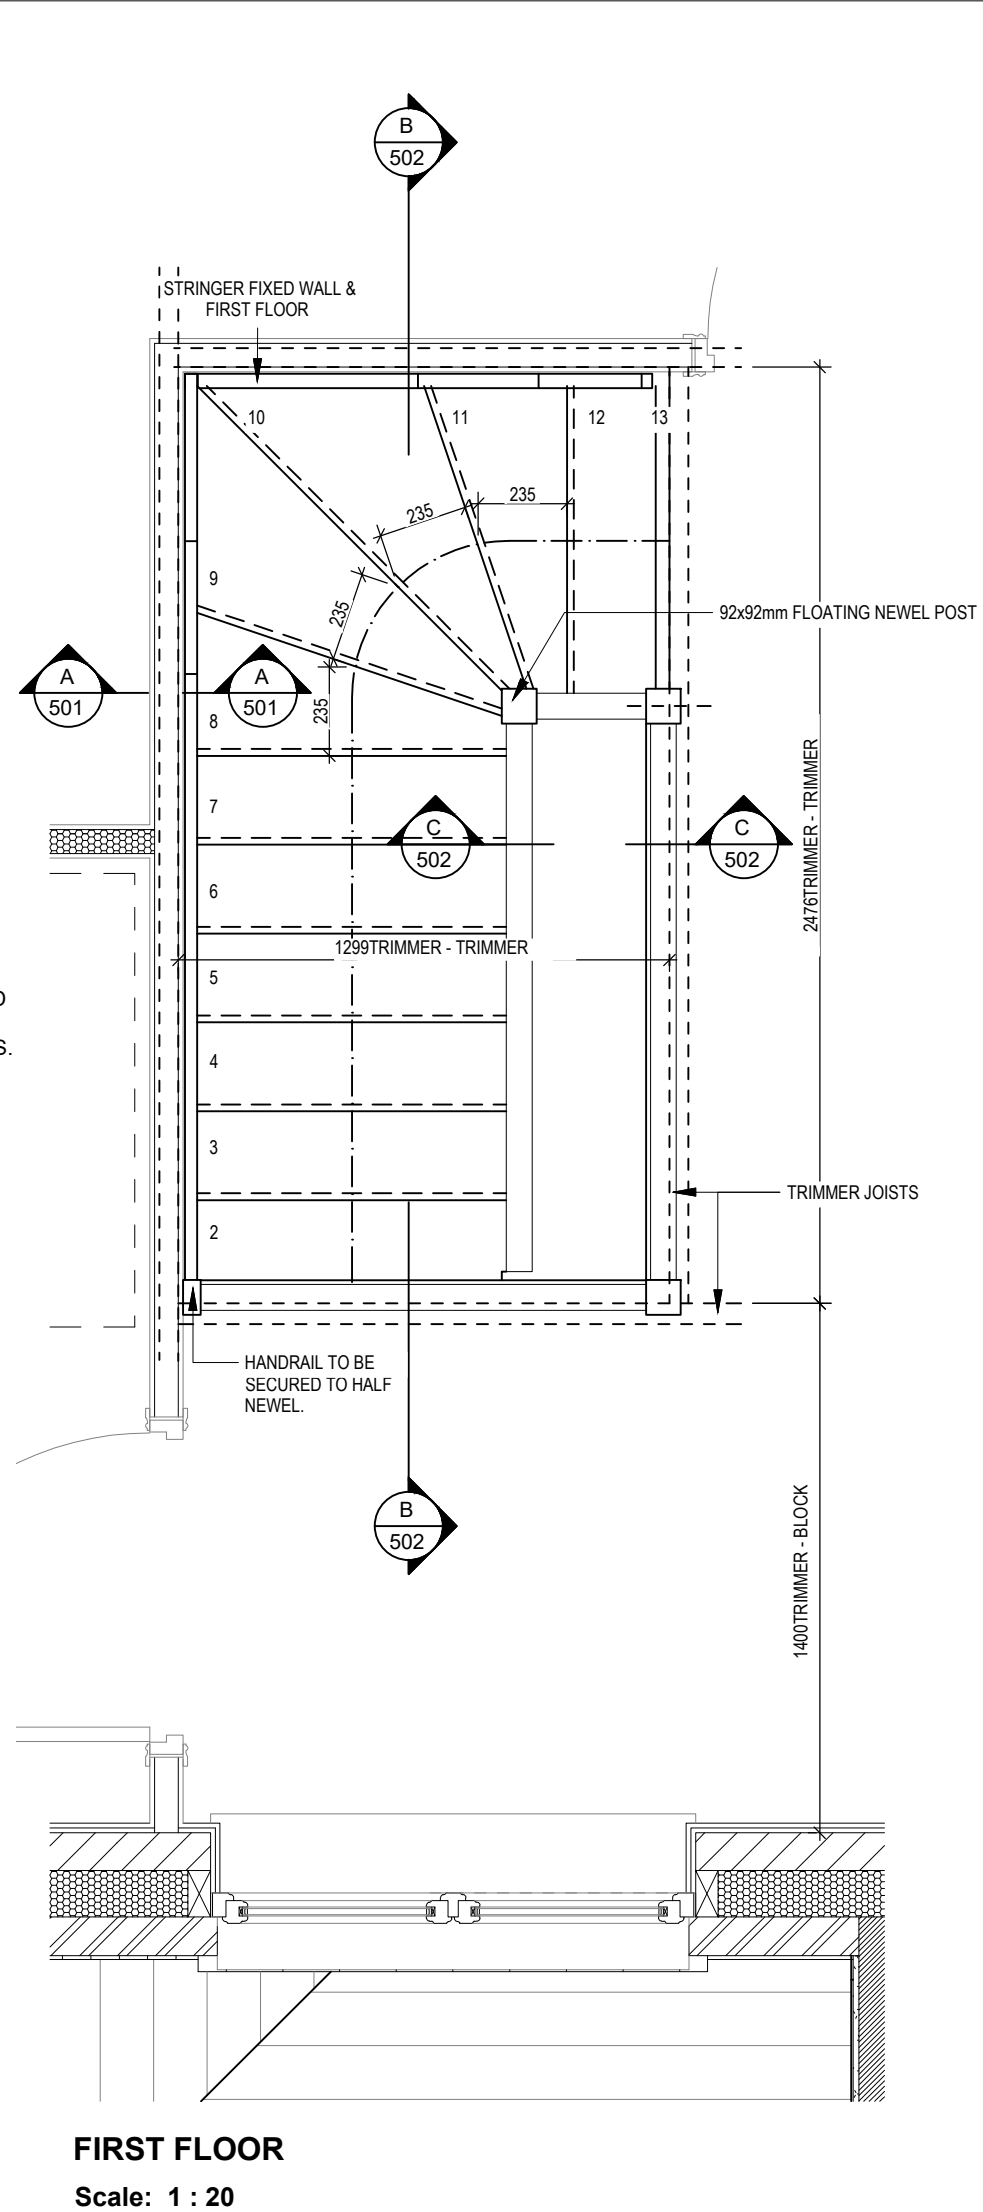 B
502
STRINGER FIXED WALL &
FIRST FLOOR
10
11
12
13
235
235
9
235
92x92mm FLOATING NEWEL POST
A
501
A
501
8
235
7
C
502
C
502
2476TRIMMER - TRIMMER
6
1299TRIMMER - TRIMMER
5
S.
4
3
TRIMMER JOISTS
2
HANDRAIL TO BE
SECURED TO HALF
NEWEL.
1400TRIMMER - BLOCK
B
502
FIRST FLOOR
Scale: 1 : 20